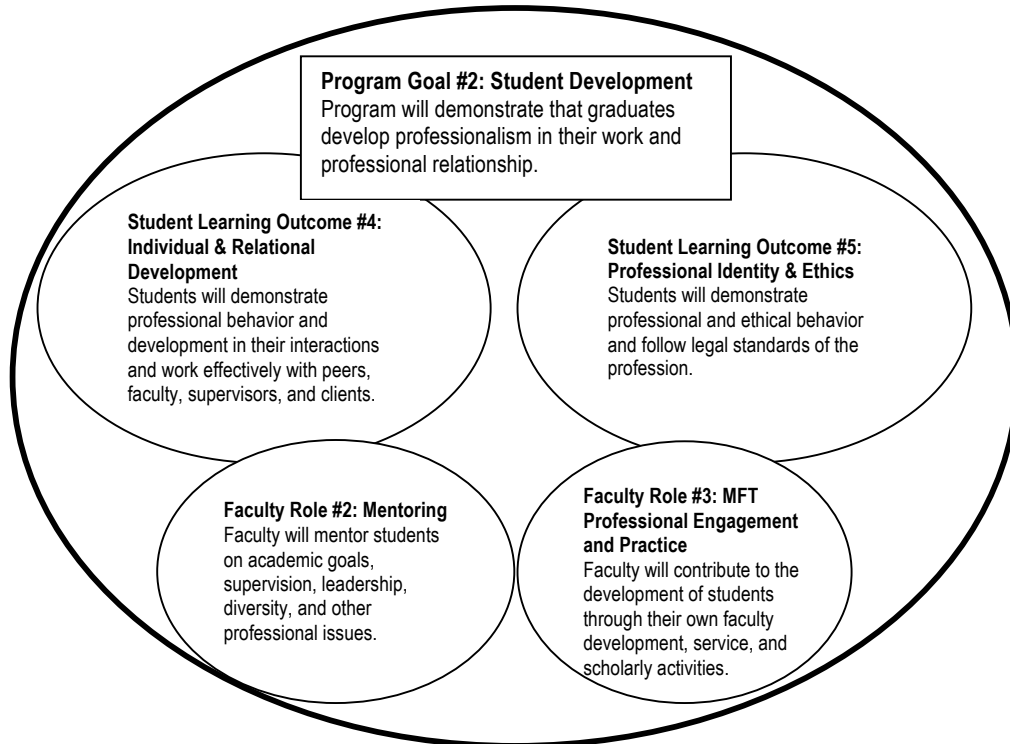 Program Goal #2: Student Development
Program will demonstrate that graduates
develop professionalism in their work and
professional relationship.
Student Learning Outcome #4:
Individual & Relational
Development
Students will demonstrate
professional behavior and
development in their interactions
and work effectively with peers,
faculty, supervisors, and clients.
Student Learning Outcome #5:
Professional Identity & Ethics
Students will demonstrate
professional and ethical behavior
and follow legal standards of the
profession.
Faculty Role #2: Mentoring
Faculty will mentor students
on academic goals,
supervision, leadership,
diversity, and other
professional issues.
Faculty Role #3: MFT
Professional Engagement
and Practice
Faculty will contribute to the
development of students
through their own faculty
development, service, and
scholarly activities.